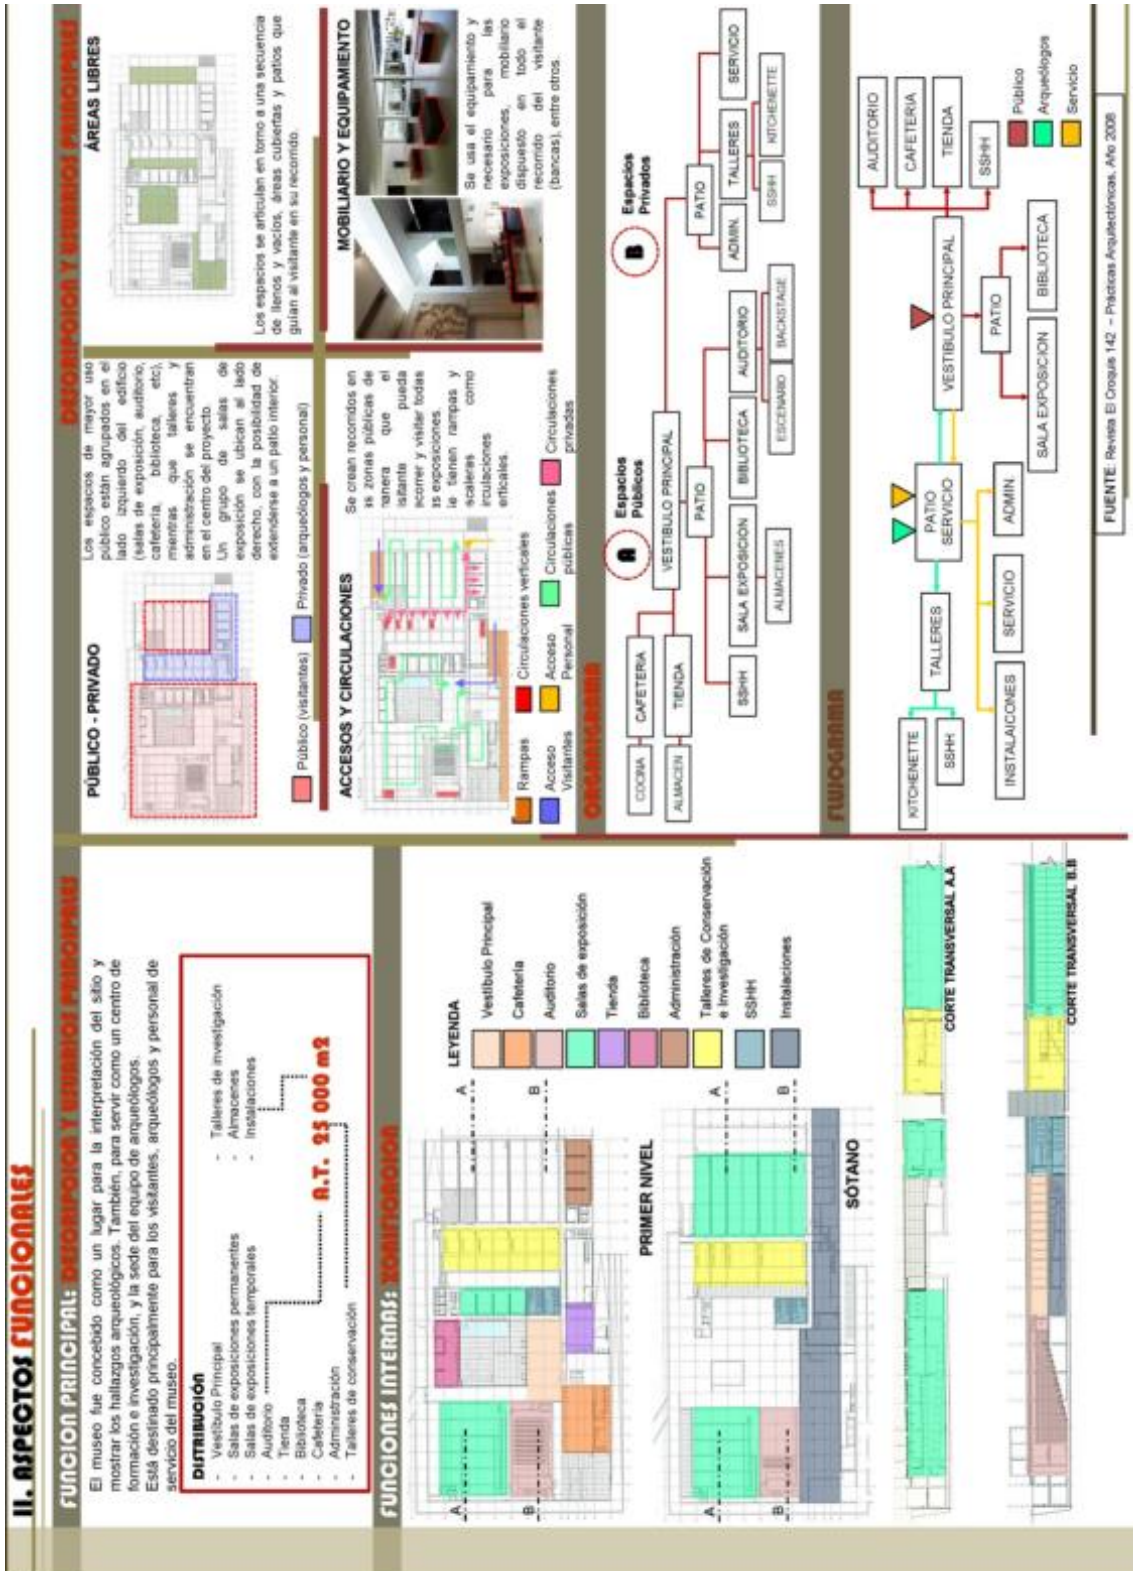 II. ASPECTOS FUNCIONALES
FUNCION PRINCIPAL: DESCRIPCION Y USUARIOS PRINCIPALES
El museo fue concebido como un lugar para la interpretación del sitio y
mostrar los hallazgos arqueológicos. También, para servir como un centro de
formación e investigación, y la sede del equipo de arqueólogos.
Está destinado principalmente para los visitantes, arqueólogos y personal de
servicio del museo.
DISTRIBUCIÓN
- Vestíbulo Principal
- Salas de exposiciones permanentes
- Salas de exposiciones temporales
- Auditorio
- Tienda
- Biblioteca
- Cafetería
- Administración
- Talleres de conservación
- Talleres de investigación
- Almacenes
- Instalaciones
A.T. 25 000 m2
FUNCIONES INTERNAS: ZONIFICACION
A
A
B
B
PRIMER NIVEL
A
A
B
B
SÓTANO
LEYENDA
Vestíbulo Principal
Cafetería
Auditorio
Salas de exposición
Tienda
Biblioteca
Administración
Talleres de Conservación
e Investigación
SSHH
Instalaciones
CORTE TRANSVERSAL A.A
CORTE TRANSVERSAL B.B
DESCRIPCION Y USUARIOS PRINCIPALES
PÚBLICO - PRIVADO
Público (visitantes)
Privado (arqueólogos y personal)
Los espacios de mayor uso
público están agrupados en el
lado izquierdo del edificio
(salas de exposición, auditorio,
cafetería, biblioteca, etc),
mientras que talleres y
administración se encuentran
en el centro del proyecto.
Un grupo de salas de
exposición se ubican al lado
derecho, con la posibilidad de
extenderse a un patio interior.
ÁREAS LIBRES
Los espacios se articulan en torno a una secuencia
de llenos y vacíos, áreas cubiertas y patios que
guían al visitante en su recorrido.
ACCESOS Y CIRCULACIONES
Se crean recorridos en
as zonas públicas de
anera que el
isitante pueda
ecorrer y visitar todas
as exposiciones.
e tienen rampas y
scaleras como
irculaciones
erticales.
Rampas
Circulaciones verticales
Acceso
Visitantes
Acceso
Personal
Circulaciones
públicas
Circulaciones
privadas
MOBILIARIO Y EQUIPAMIENTO
Se usa el equipamiento y
necesario para las
exposiciones, mobiliario
dispuesto en todo el
recorrido del visitante
(bancas), entre otros.
ORGANIGRAMA
A
Espacios
Públicos
B
Espacios
Privados
COCINA
CAFETERIA
ALMACEN
TIENDA
VESTIBULO PRINCIPAL
PATIO
PATIO
SSHH
SALA EXPOSICION
BIBLIOTECA
AUDITORIO
ADMIN.
TALLERES
SERVICIO
ALMACENES
ESCENARIO
BACKSTAGE
SSHH
KITCHENETTE
FLUJOGRAMA
KITCHENETTE
SSHH
TALLERES
PATIO
SERVICIO
VESTIBULO PRINCIPAL
AUDITORIO
CAFETERIA
TIENDA
SSHH
INSTALAICONES
SERVICIO
ADMIN.
PATIO
SALA EXPOSICION
BIBLIOTECA
Público
Arqueólogos
Servicio
FUENTE: Revista El Croquis 142 – Prácticas Arquitectónicas. Año 2008